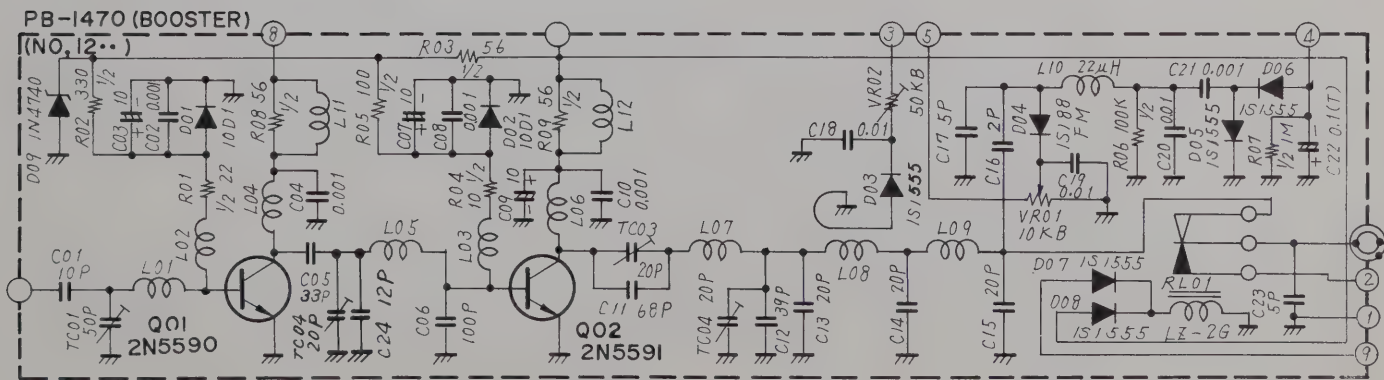 PB-1470 (BOOSTER)
(NO, 12··)
8
3
5
4
D09 1N4740
R02 330 1/2
C03 10
C02 0.001
D01 10D1
R08 56 1/2
L11
R03 56 1/2
R05 100 1/2
C07 10
C08 .001
D02 10D1
R09 56 1/2
L12
R01 1/2 22
L02
L04
C04 0.001
R04 10 1/2
L03
C09 10
L06
C10 0.001
C18 0.01
VR02 50 KB
D03 1S1555
C17 5P
C16 2P
D04 1S188 FM
L10 22μH
R06 100K 1/2
C19 0.01
VR01 10KB
C21 0.001
C20 .001
D05 1S1555
D06 1S1555
R07 1/2 1M
C22 0.1(T)
C01 10P
L01
TC01 50P
Q01 2N5590
C05 33P
TC04 20P
C24 12P
L05
C06 100P
Q02 2N5591
TC03 20P
C11 68P
L07
TC04 20P
C12 39P
C13 20P
L08
C14 20P
L09
C15 20P
D07 1S1555
D08 1S1555
RL01
LZ-2G
C23 5P
2
1
9